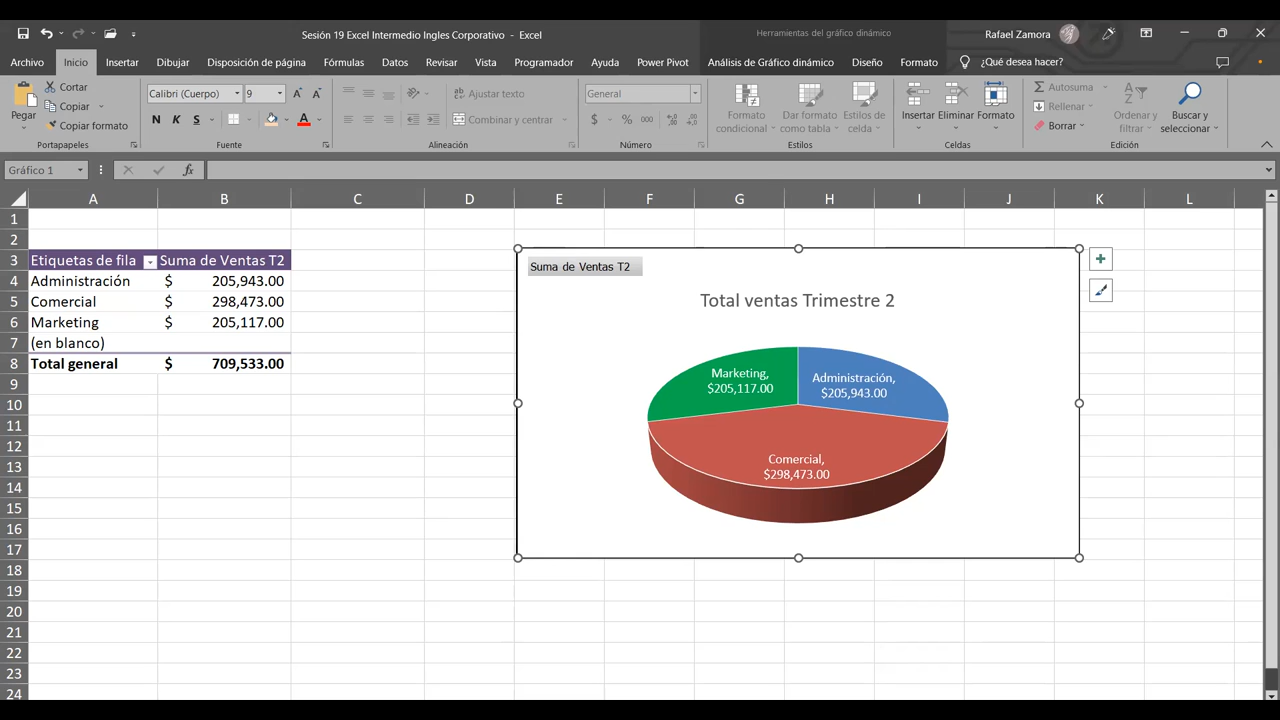 Sesión 19 Excel Intermedio Ingles Corporativo - Excel
Herramientas del gráfico dinámico
Rafael Zamora
Archivo Inicio Insertar Dibujar Disposición de página Fórmulas Datos Revisar Vista Programador Ayuda Power Pivot Análisis de Gráfico dinámico Diseño Formato ¿Qué desea hacer?
Pegar
Cortar
Copiar
Copiar formato
Portapapeles
Calibri (Cuerpo) 9
N K S
Fuente
Ajustar texto
Combinar y centrar
Alineación
General
$ % 000
Número
Formato condicional
Dar formato como tabla
Estilos de celda
Estilos
Insertar Eliminar Formato
Celdas
Autosuma
Rellenar
Borrar
Ordenar y filtrar
Buscar y seleccionar
Edición
Gráfico 1
fx
A B C D E F G H I J K L
1
2
3 Etiquetas de fila Suma de Ventas T2
4 Administración $ 205,943.00
5 Comercial $ 298,473.00
6 Marketing $ 205,117.00
7 (en blanco)
8 Total general $ 709,533.00
9
10
11
12
13
14
15
16
17
18
19
20
21
22
23
24
Suma de Ventas T2
Total ventas Trimestre 2
Marketing,
$205,117.00
Administración,
$205,943.00
Comercial,
$298,473.00